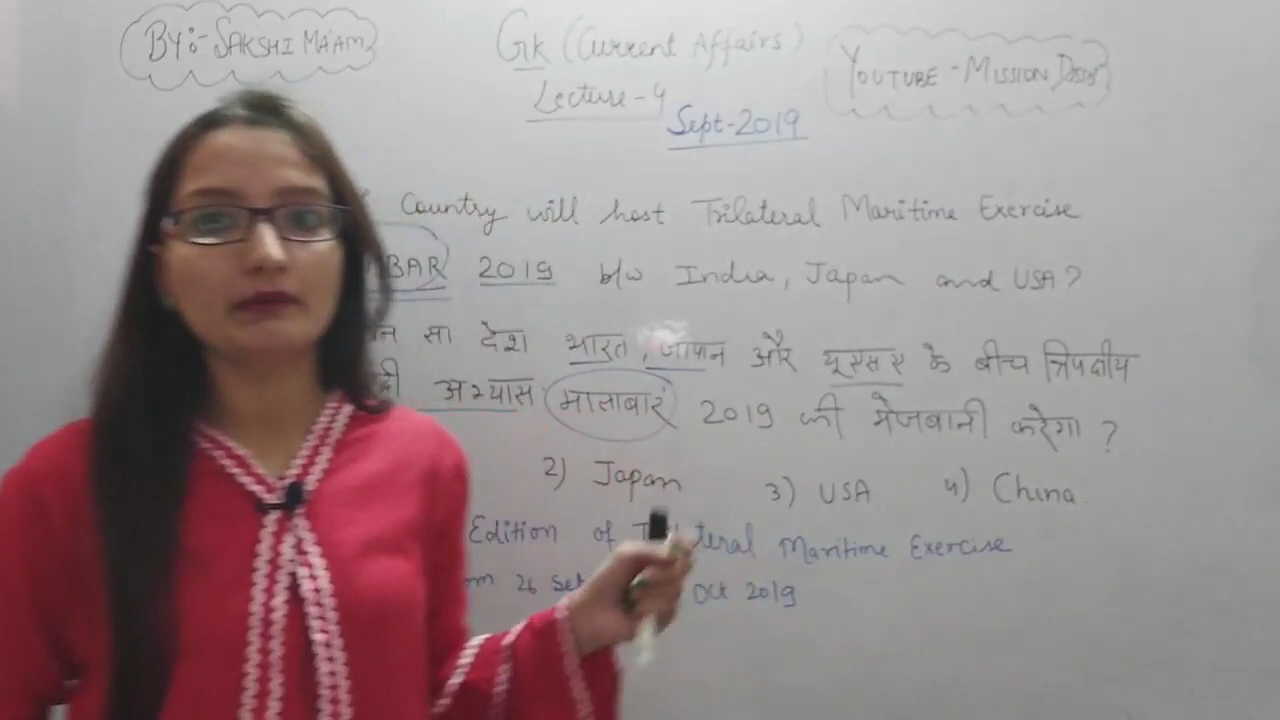 BY:- SAKSHI MA'AM
Gk (Current Affairs)
Lecture-4
Sept-2019
YOUTUBE - MISSION
Country will host Trilateral Maritime Exercise
BAR 2019 b/w India, Japan and USA?
सा देश भारत, जापान और यूएसए के बीच त्रिपक्षीय
अभ्यास मालाबार 2019 की मेजबानी करेगा ?
2) Japan 3) USA 4) China.
Edition of Maritime Exercise
26 Oct 2019